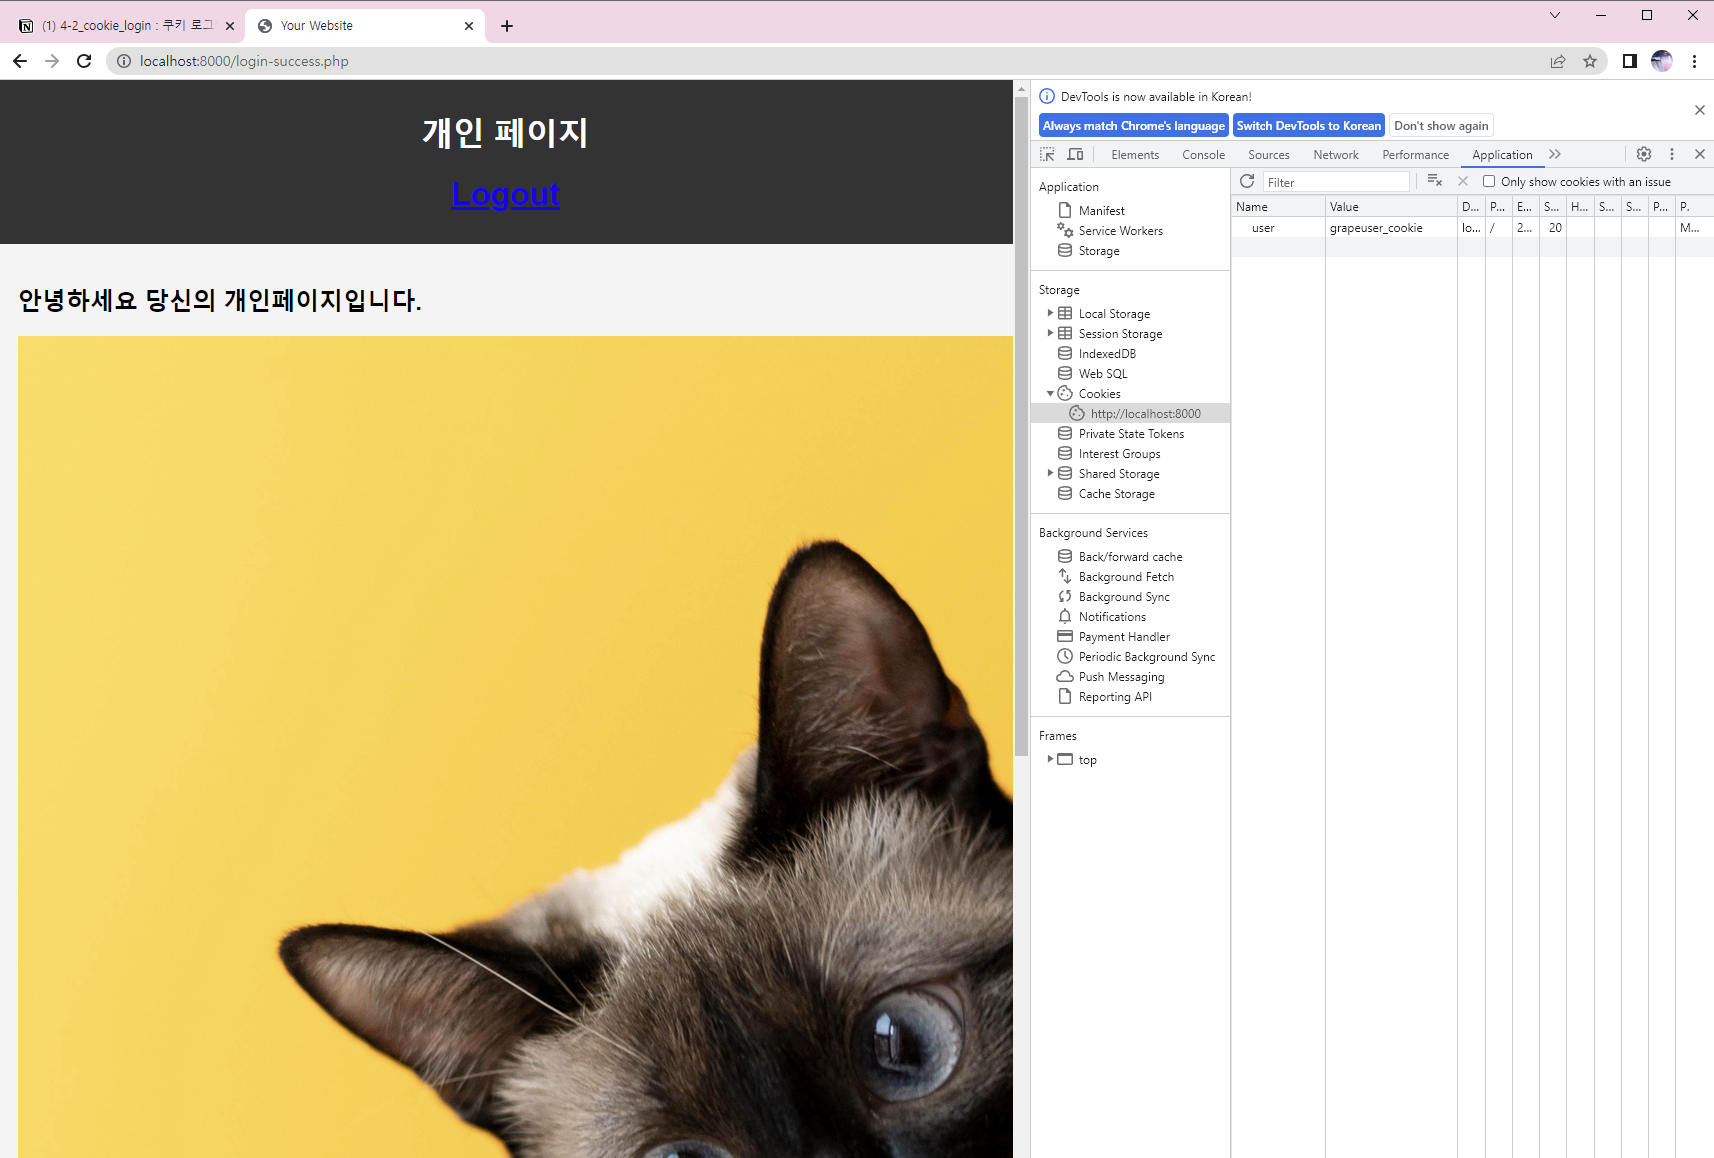 (1) 4-2_cookie_login : 쿠키 로그
Your Website
localhost:8000/login-success.php
개인 페이지
Logout
안녕하세요 당신의 개인페이지입니다.
DevTools is now available in Korean!
Always match Chrome's language
Switch DevTools to Korean
Don't show again
Elements
Console
Sources
Network
Performance
Application
Application
Manifest
Service Workers
Storage
Storage
Local Storage
Session Storage
IndexedDB
Web SQL
Cookies
http://localhost:8000
Private State Tokens
Interest Groups
Shared Storage
Cache Storage
Background Services
Back/forward cache
Background Fetch
Background Sync
Notifications
Payment Handler
Periodic Background Sync
Push Messaging
Reporting API
Frames
top
Filter
Only show cookies with an issue
Name Value D... P... E... S... H... S... S... P... P.
user grapeuser_cookie lo... / 2... 20 M...